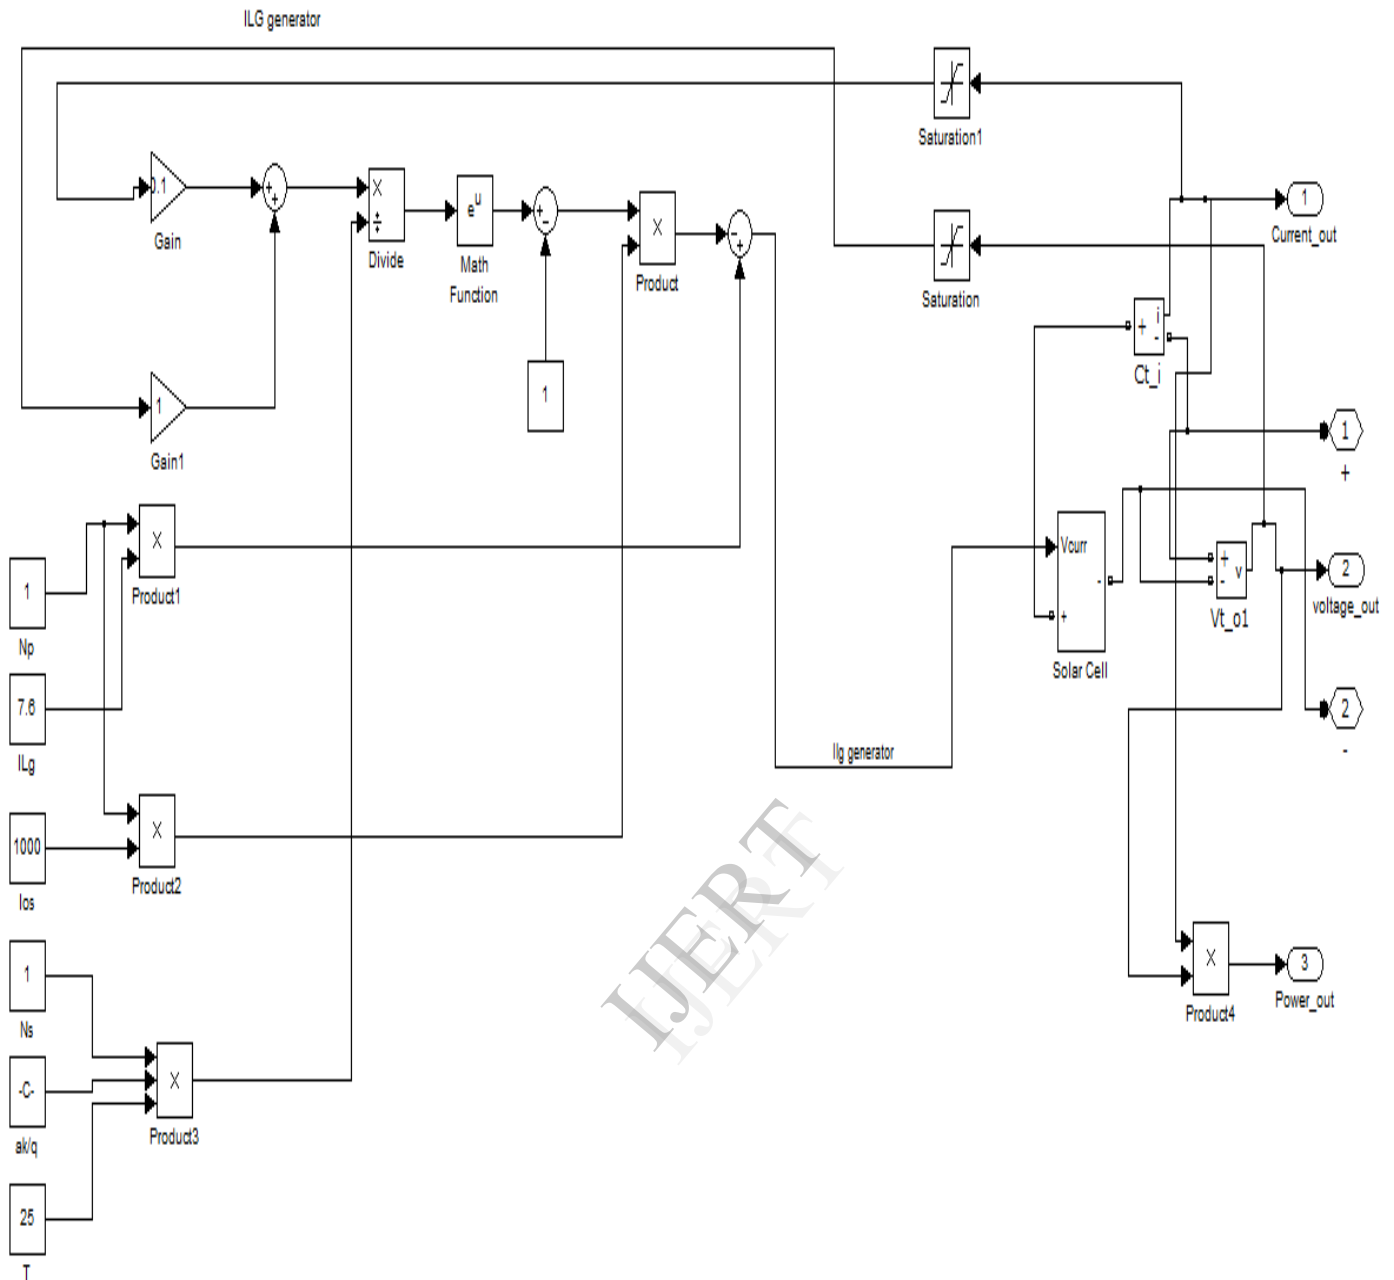 ILG generator
Saturation1
0.1
Gain
+
+
×
÷
Divide
e^u
Math
Function
+
-
×
Product
-
+
Saturation
1
Current_out
+
i
-
Ct_i
1
Gain1
1
1
+
×
Product1
1
Np
Vcurr
-
+
Solar Cell
+
-
v
Vt_o1
2
voltage_out
7.6
ILg
2
-
Ilg generator
×
Product2
1000
Ios
IJERT
1
Ns
×
Product4
3
Power_out
-C-
ak/q
×
Product3
25
T